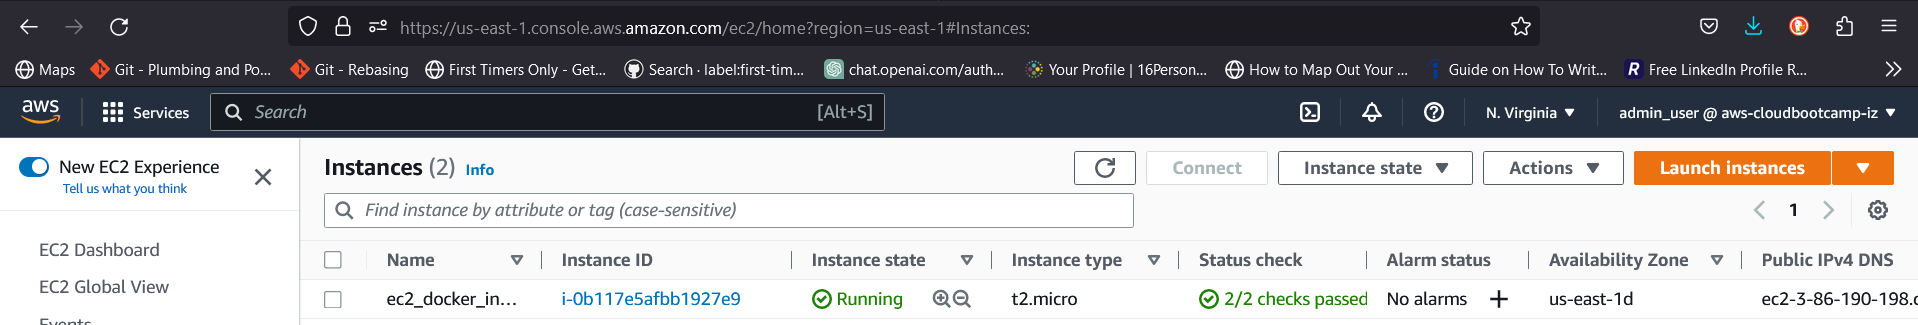 https://us-east-1.console.aws.amazon.com/ec2/home?region=us-east-1#Instances:
Maps Git - Plumbing and Po... Git - Rebasing First Timers Only - Get... Search · label:first-tim... chat.openai.com/auth... Your Profile | 16Person... How to Map Out Your ... Guide on How To Writ... R Free LinkedIn Profile R...
aws Services Search [Alt+S] N. Virginia admin_user @ aws-cloudbootcamp-iz
New EC2 Experience
Tell us what you think
EC2 Dashboard
EC2 Global View
Events
Instances (2) Info Connect Instance state Actions Launch instances
Find instance by attribute or tag (case-sensitive) 1
Name Instance ID Instance state Instance type Status check Alarm status Availability Zone Public IPv4 DNS
ec2_docker_in... i-0b117e5afbb1927e9 Running t2.micro 2/2 checks passed No alarms us-east-1d ec2-3-86-190-198.c